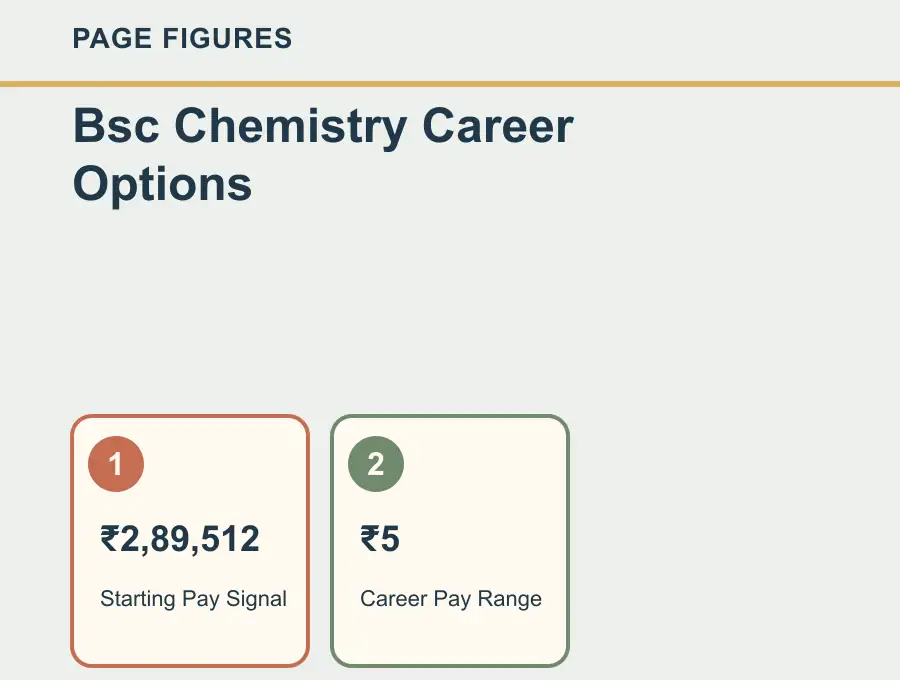 PAGE FIGURES
Bsc Chemistry Career
Options
1
₹2,89,512
Starting Pay Signal
2
₹5
Career Pay Range